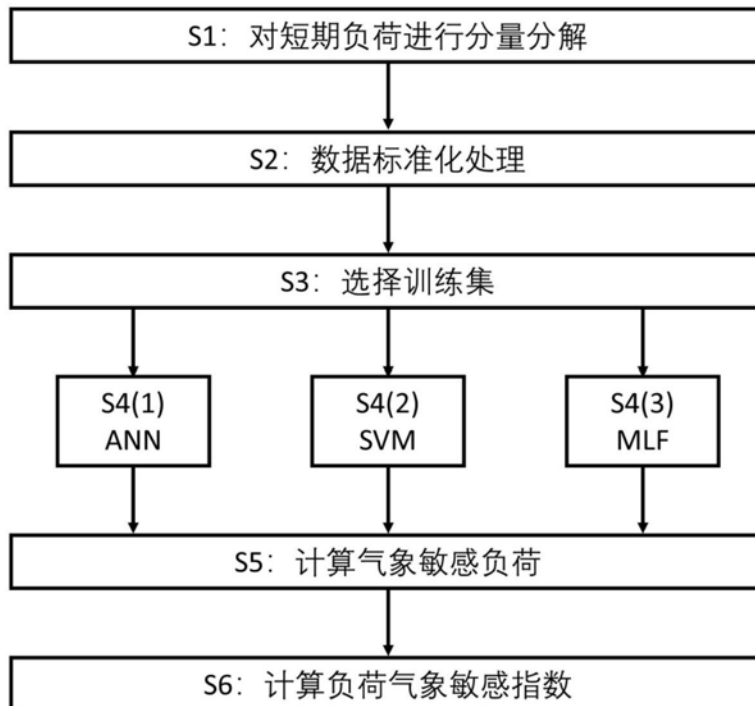 S1：对短期负荷进行分量分解
S2：数据标准化处理
S3：选择训练集
S4(1)
ANN
S4(2)
SVM
S4(3)
MLF
S5：计算气象敏感负荷
S6：计算负荷气象敏感指数